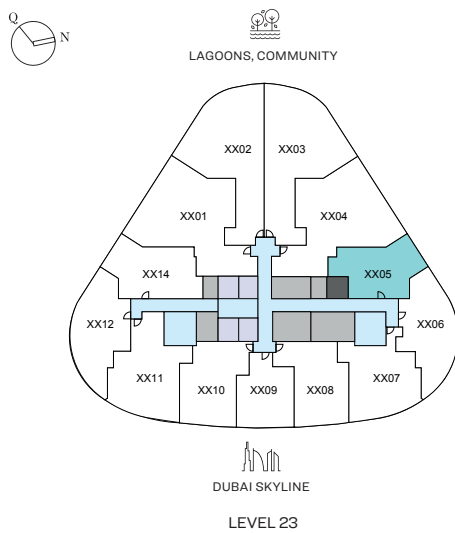 Q
N
LAGOONS, COMMUNITY
XX02 XX03
XX01 XX04
XX14 XX05
XX12 XX06
XX11 XX07
XX10 XX09 XX08
DUBAI SKYLINE
LEVEL 23